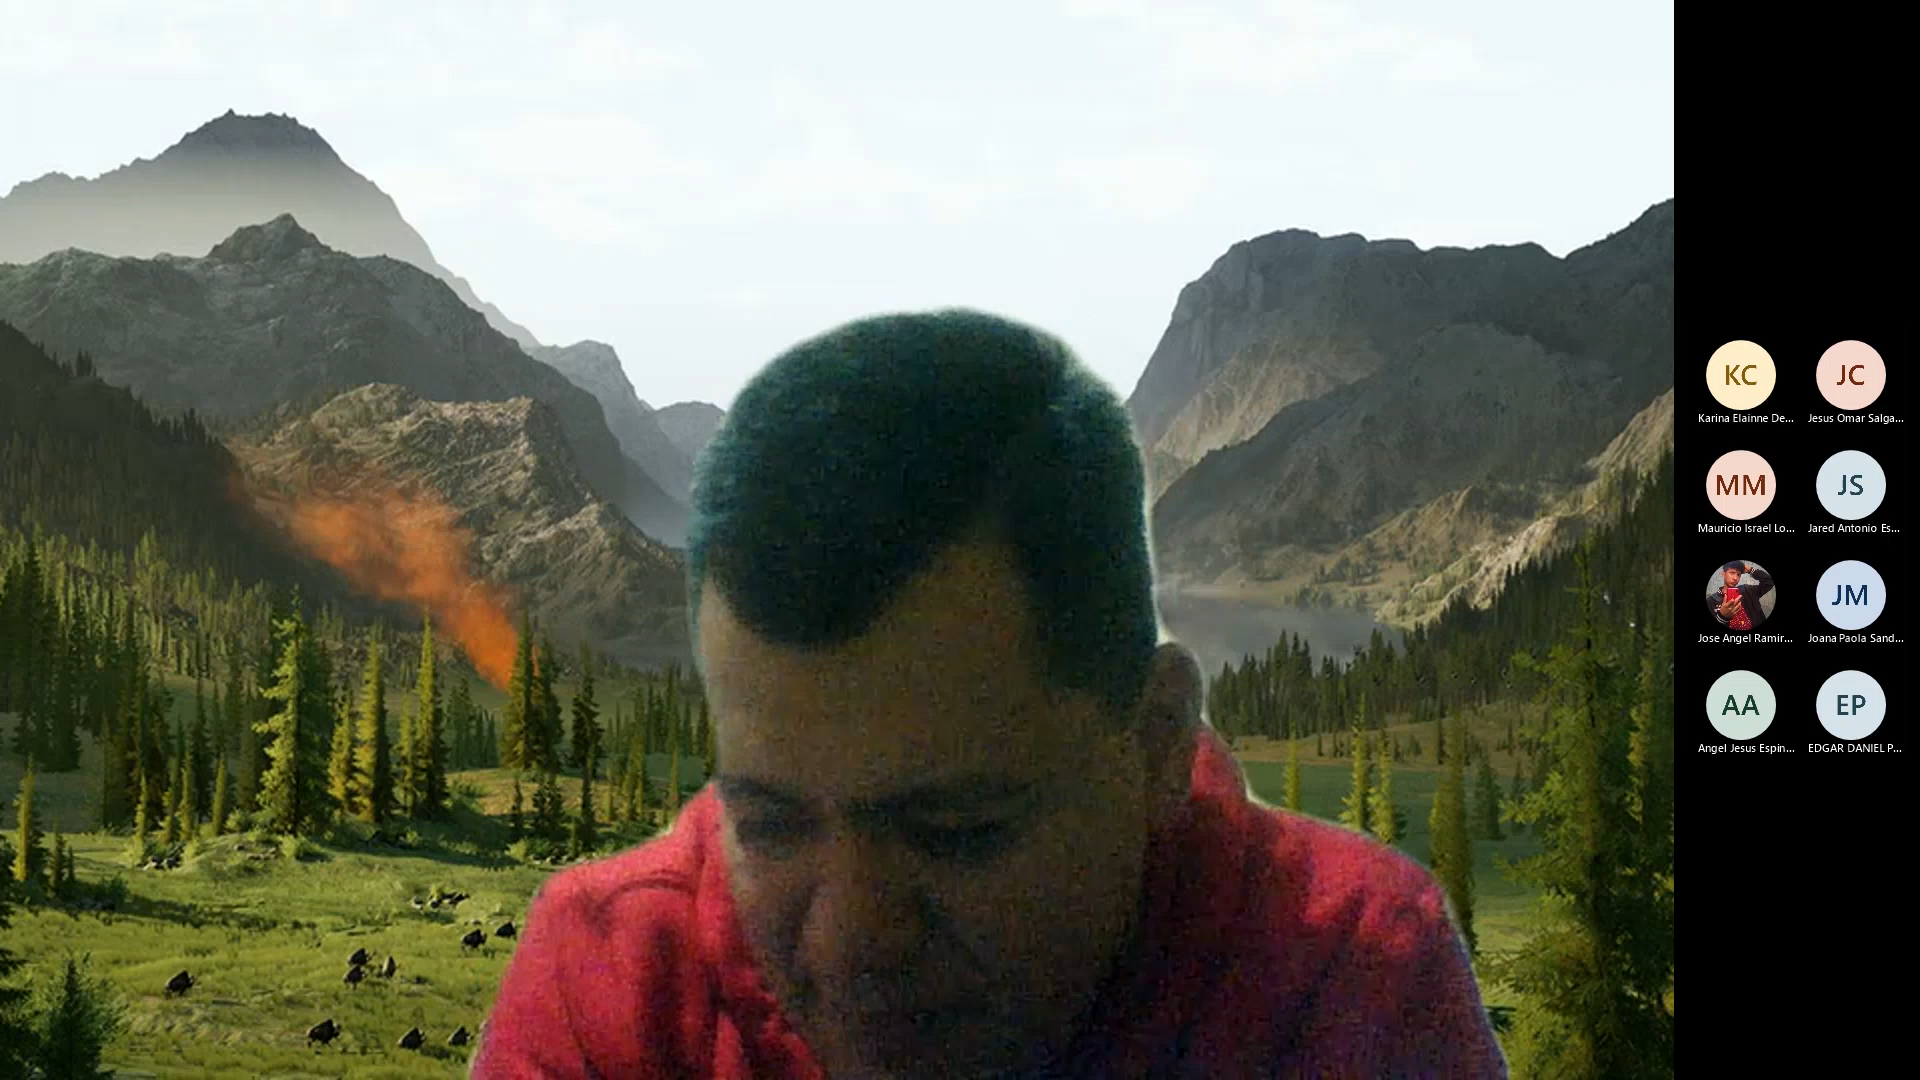 KC JC
Karina Elainne De... Jesus Omar Salga...
MM JS
Mauricio Israel Lo... Jared Antonio Es...
JM
Jose Angel Ramir... Joana Paola Sand...
AA EP
Angel Jesus Espin... EDGAR DANIEL P...